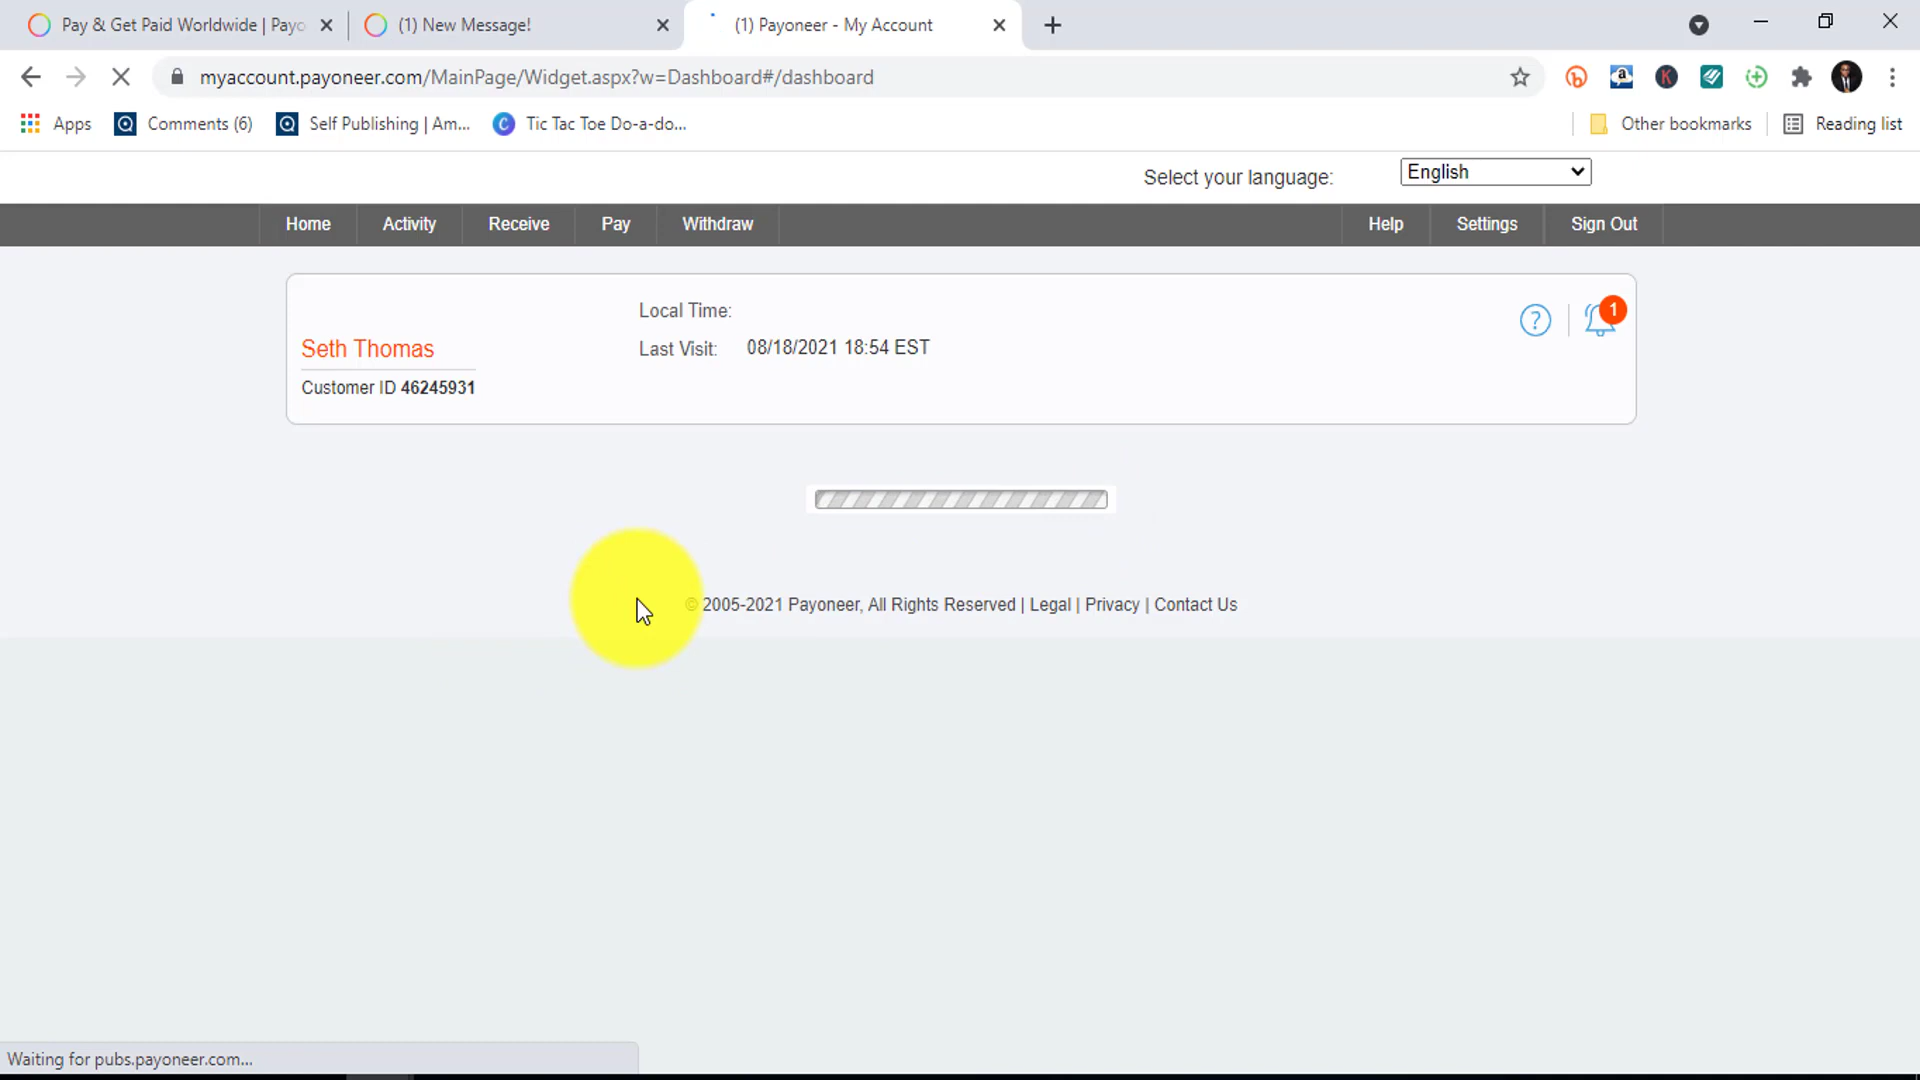 Pay & Get Paid Worldwide | Payo
(1) New Message!
(1) Payoneer - My Account
myaccount.payoneer.com/MainPage/Widget.aspx?w=Dashboard#/dashboard
Apps
Comments (6)
Self Publishing | Am...
Tic Tac Toe Do-a-do...
Other bookmarks
Reading list
Select your language:
English
Home
Activity
Receive
Pay
Withdraw
Help
Settings
Sign Out
Local Time:
1
Seth Thomas
Last Visit: 08/18/2021 18:54 EST
Customer ID 46245931
© 2005-2021 Payoneer, All Rights Reserved | Legal | Privacy | Contact Us
Waiting for pubs.payoneer.com...